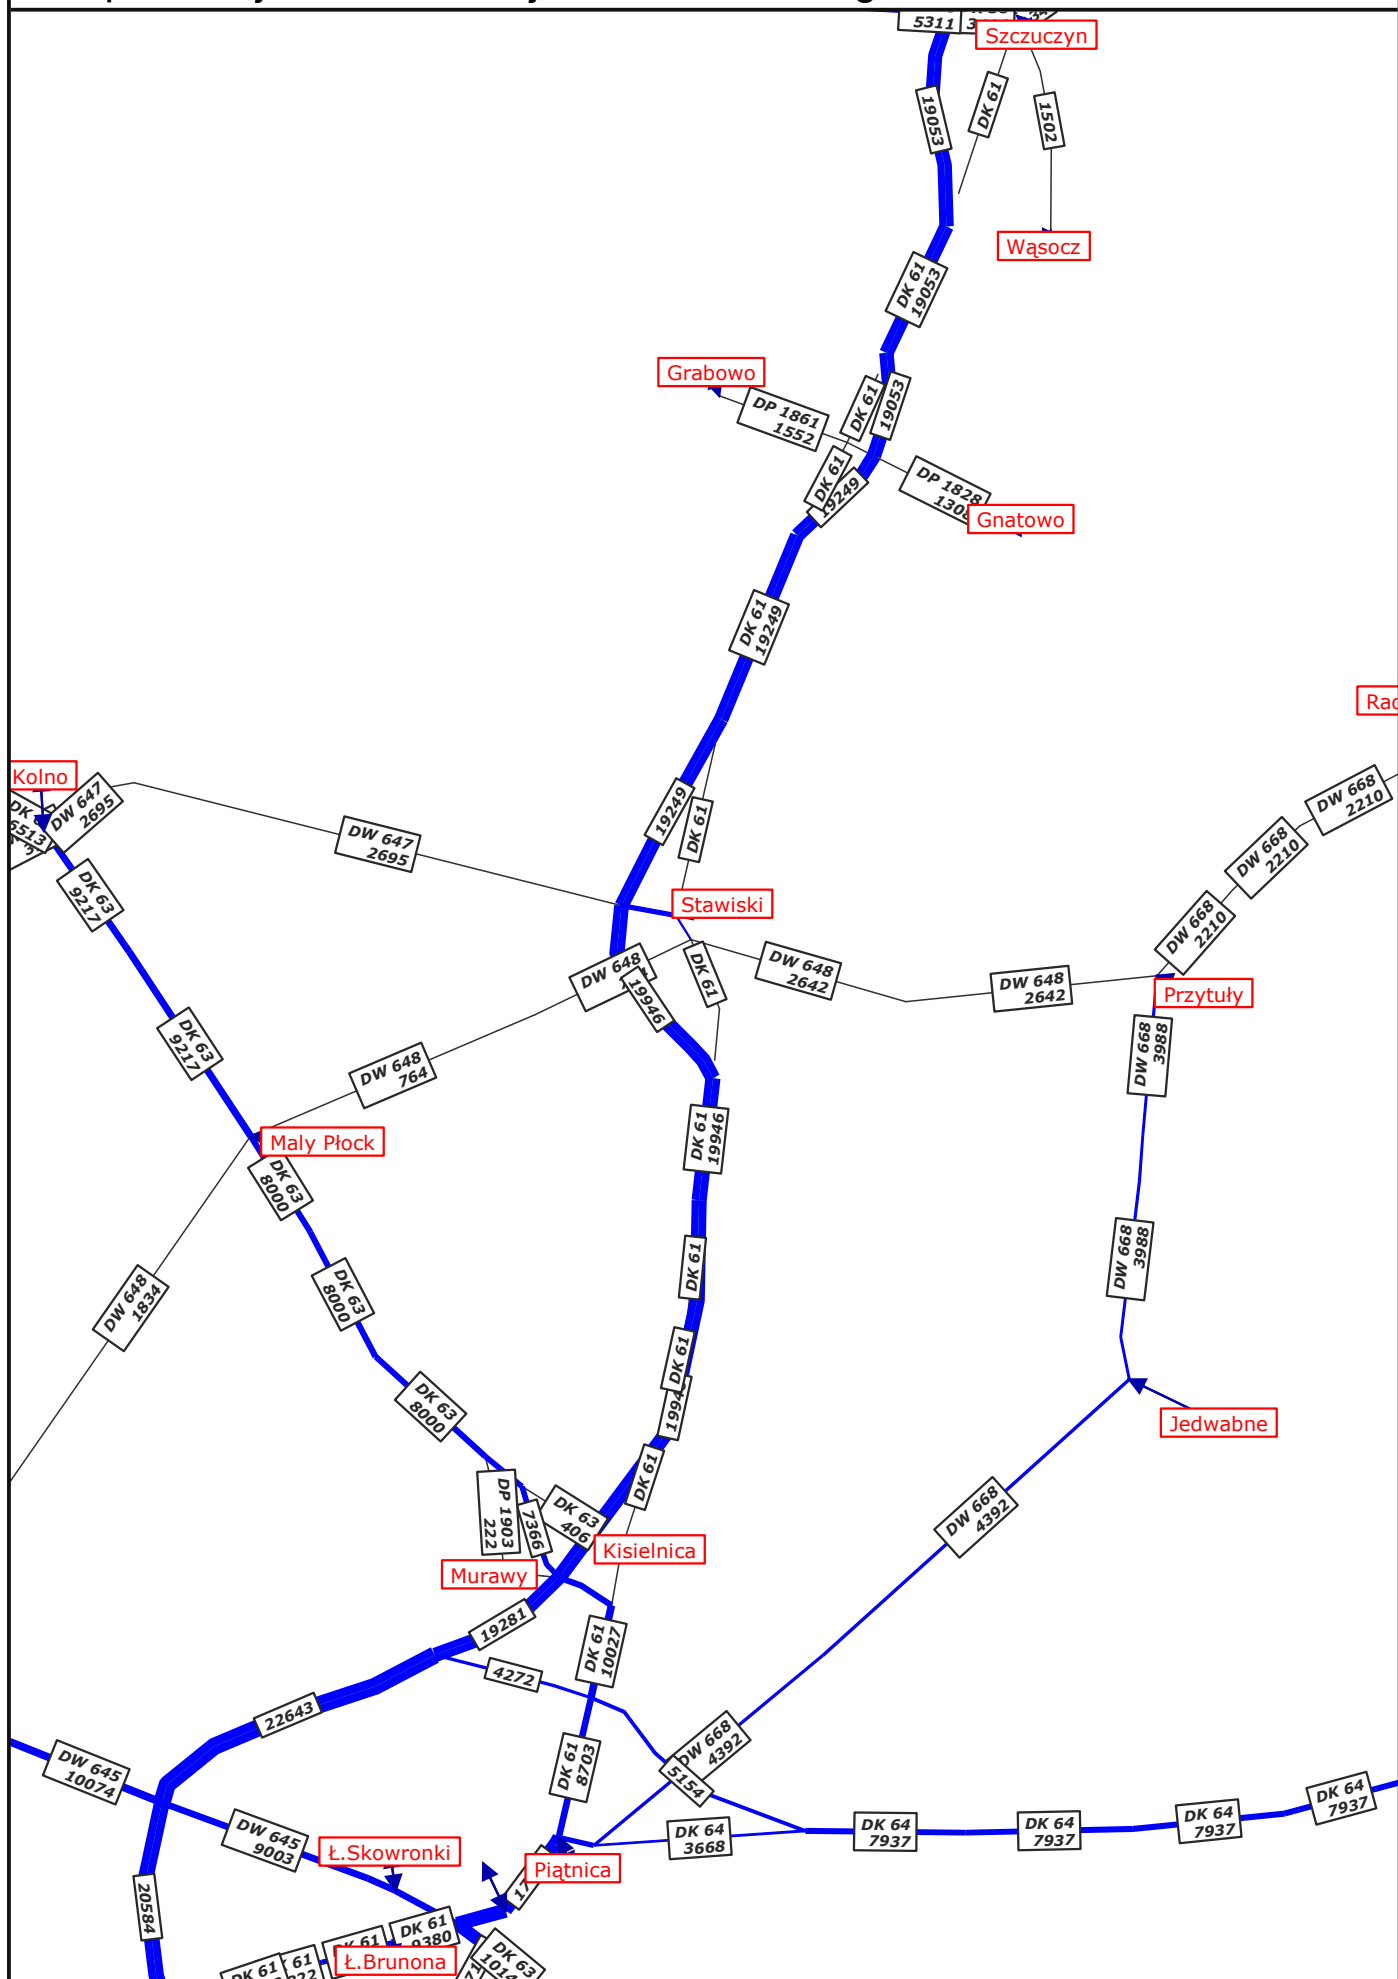 5311
Szczuczyn
19053
DK 61
1502
Wąsocz
DK 61
19053
Grabowo
DP 1861
1552
DK 61
19053
DK 61
19249
DP 1828
Gnatowo
DK 61
19249
Kolno
DW 647
2695
6513
DW 647
2695
19249
DK 61
DW 668
2210
DW 668
2210
DK 63
9217
Stawiski
DW 668
2210
DW 648
19946
DK 61
DW 648
2642
DW 648
2642
Przytuły
DK 63
9217
DW 648
764
DW 668
3988
Maly Płock
DK 61
19946
DK 63
8000
DW 648
1834
DK 63
8000
DK 61
DW 668
3988
DK 61
DK 63
8000
Jedwabne
DK 61
DP 1903
222
7366
DK 63
406
DW 668
4392
Kisielnica
Murawy
19281
DK 61
10027
4272
22643
DW 645
10074
DK 61
8703
DW 668
4392
5154
DW 645
9003
DK 64
3668
DK 64
7937
DK 64
7937
DK 64
7937
DK 64
7937
Ł.Skowronki
Piątnica
20584
DK 61
9380
Ł.Brunona
DK 63
DK 61